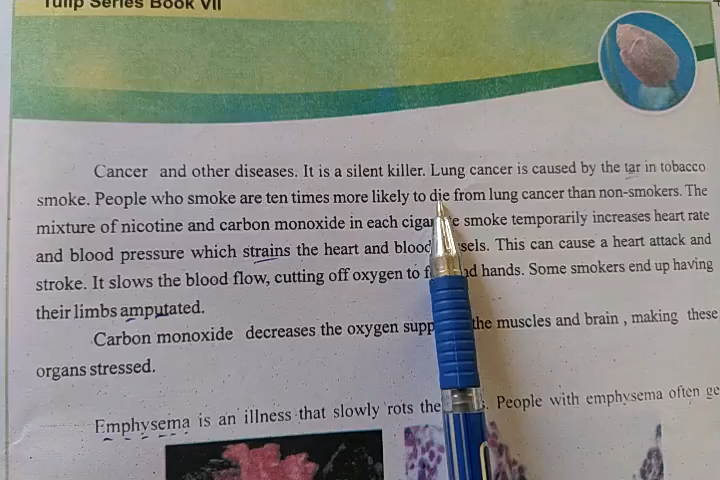 Tulip Series Book VII
Cancer and other diseases. It is a silent killer. Lung cancer is caused by the tar in tobacco
smoke. People who smoke are ten times more likely to die from lung cancer than non-smokers. The
mixture of nicotine and carbon monoxide in each smoke temporarily increases heart rate
and blood pressure which strains the heart and blood This can cause a heart attack and
stroke. It slows the blood flow, cutting off oxygen to hands. Some smokers end up having
their limbs amputated.
Carbon monoxide decreases the oxygen the muscles and brain , making these
organs stressed.
Emphysema is an illness that slowly rots the People with emphysema often